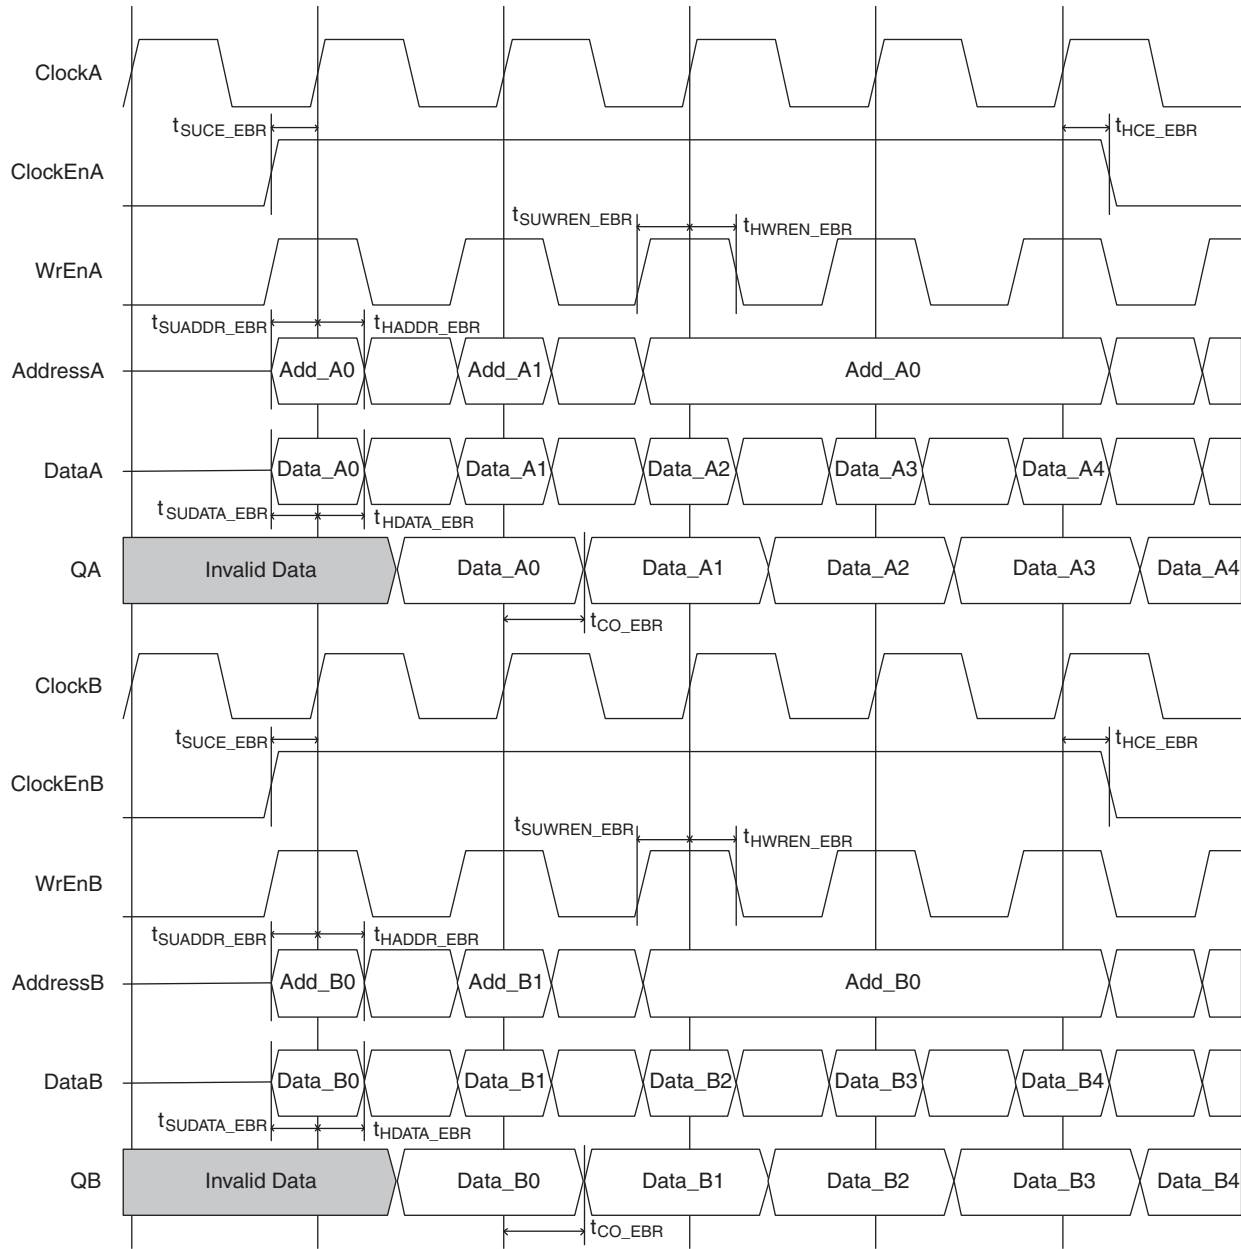 ClockA
tSUCE_EBR tHCE_EBR
ClockEnA
tSUWREN_EBR tHWREN_EBR
WrEnA
tSUADDR_EBR tHADDR_EBR
AddressA Add_A0 Add_A1 Add_A0
DataA Data_A0 Data_A1 Data_A2 Data_A3 Data_A4
tSUDATA_EBR tHDATA_EBR
QA Invalid Data Data_A0 Data_A1 Data_A2 Data_A3 Data_A4
tCO_EBR
ClockB
tSUCE_EBR tHCE_EBR
ClockEnB
tSUWREN_EBR tHWREN_EBR
WrEnB
tSUADDR_EBR tHADDR_EBR
AddressB Add_B0 Add_B1 Add_B0
DataB Data_B0 Data_B1 Data_B2 Data_B3 Data_B4
tSUDATA_EBR tHDATA_EBR
QB Invalid Data Data_B0 Data_B1 Data_B2 Data_B3 Data_B4
tCO_EBR